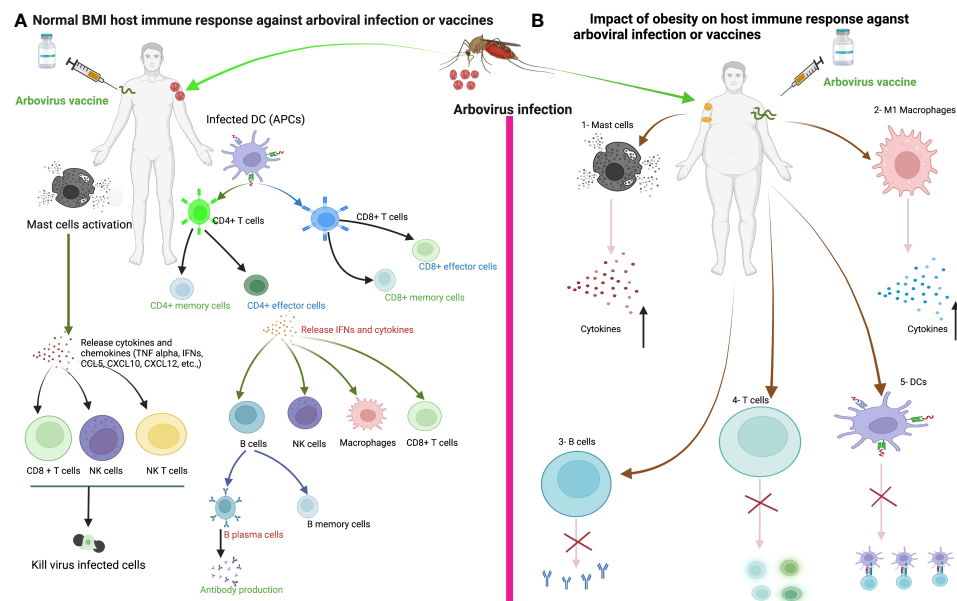 A Normal BMI host immune response against arboviral infection or vaccines
Arbovirus vaccine
Infected DC (APCs)
Mast cells activation
CD4+ T cells
CD8+ T cells
CD8+ effector cells
CD4+ memory cells
CD4+ effector cells
CD8+ memory cells
Release IFNs and cytokines
Release cytokines and
chemokines (TNF alpha, IFNs,
CCL5, CXCL10, CXCL12, etc.,)
CD8 + T cells
NK cells
NK T cells
Kill virus infected cells
B cells
NK cells
Macrophages
CD8+ T cells
B plasma cells
B memory cells
Antibody production
Arbovirus infection
B Impact of obesity on host immune response aganst
arboviral infection or vaccines
Arbovirus vaccine
1- Mast cells
2- M1 Macrophages
Cytokines
Cytokines
3- B cells
4- T cells
5- DCs